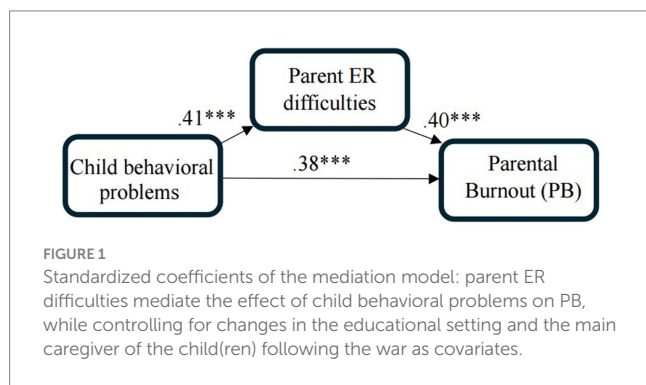 Parent ER
difficulties
.41***
.40***
Child behavioral
problems
.38***
Parental
Burnout (PB)
FIGURE 1
Standardized coefficients of the mediation model: parent ER
difficulties mediate the effect of child behavioral problems on PB,
while controlling for changes in the educational setting and the main
caregiver of the child(ren) following the war as covariates.